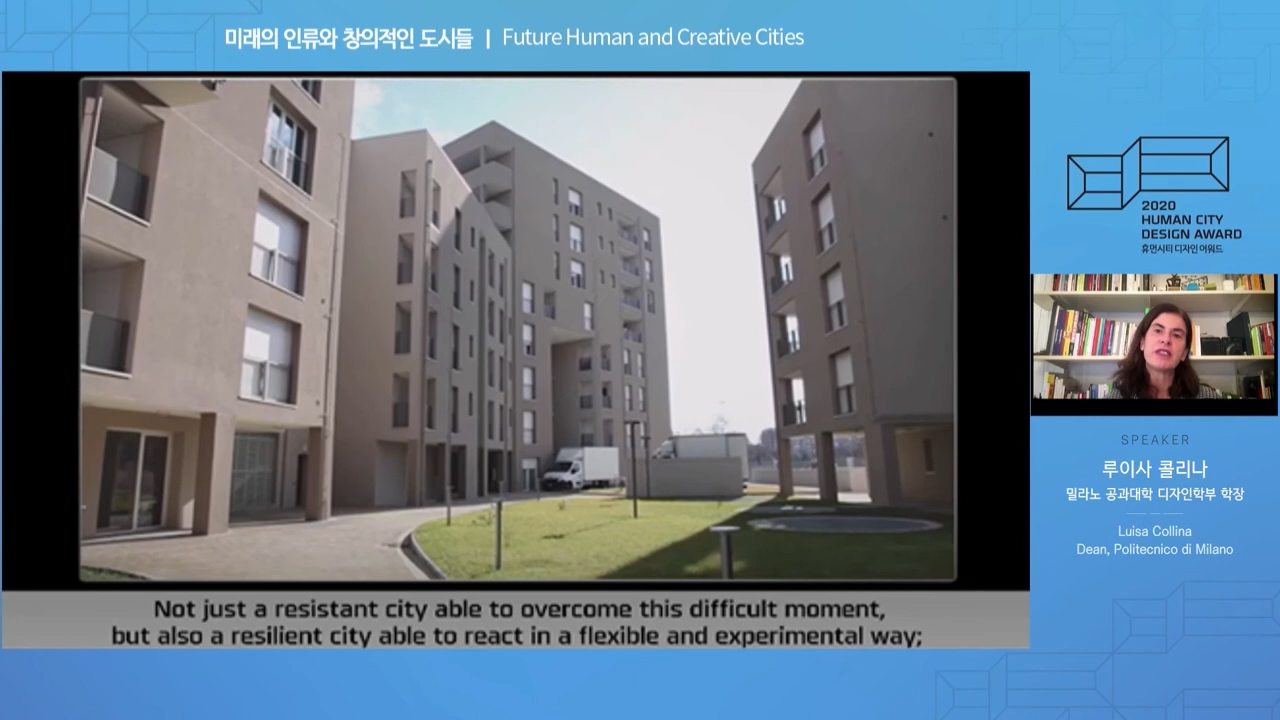 미래의 인류와 창의적인 도시들 | Future Human and Creative Cities
2020
HUMAN CITY
DESIGN AWARD
휴먼시티 디자인 어워드
SPEAKER
루이사 콜리나
밀라노 공과대학 디자인학부 학장
Luisa Collina
Dean, Politecnico di Milano
Not just a resistant city able to overcome this difficult moment,
but also a resilient city able to react in a flexible and experimental way;